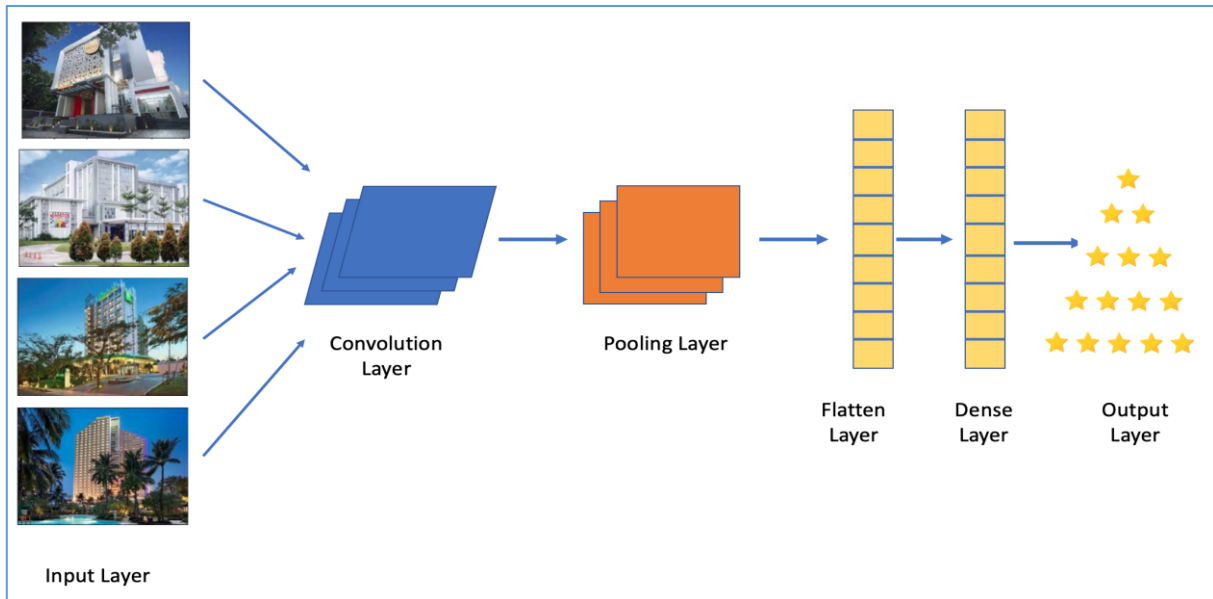 Convolution
Layer
Pooling Layer
Flatten
Layer
Dense
Layer
Output
Layer
Input Layer